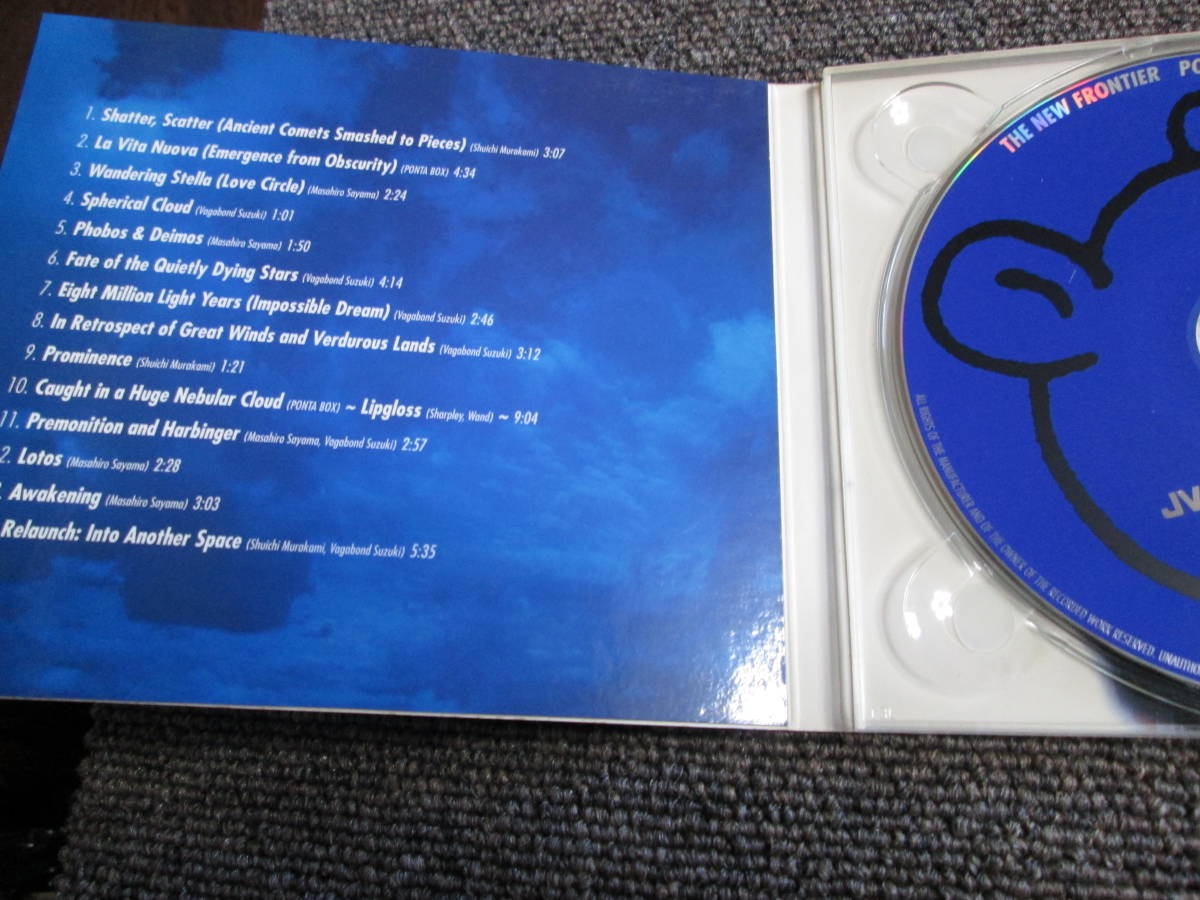 1. Shatter, Scatter (Ancient Comets Smashed to Pieces) (Shuichi Murakami) 3:07
2. La Vita Nuova (Emergence from Obscurity) (PONTA BOX) 4:34
3. Wandering Stella (Love Circle) (Masahiro Sayama) 2:24
4. Spherical Cloud (Vagabond Suzuki) 1:01
5. Phobos & Deimos (Masahiro Sayama) 1:50
6. Fate of the Quietly Dying Stars (Vagabond Suzuki) 4:14
7. Eight Million Light Years (Impossible Dream) (Vagabond Suzuki) 2:46
8. In Retrospect of Great Winds and Verdurous Lands (Vagabond Suzuki) 3:12
9. Prominence (Shuichi Murakami) 1:21
10. Caught in a Huge Nebular Cloud (PONTA BOX) ~ Lipgloss (Sharpley, Wand) ~ 9:04
11. Premonition and Harbinger (Masahiro Sayama, Vagabond Suzuki) 2:57
2. Lotos (Masahiro Sayama) 2:28
Awakening (Masahiro Sayama) 3:03
Relaunch: Into Another Space (Shuichi Murakami, Vagabond Suzuki) 5:35
THE NEW FRONTIER PO
JV
ALL RIGHTS OF THE MANUFACTURER AND OF THE OWNER OF THE RECORDED WORK RESERVED. UNAUTHO